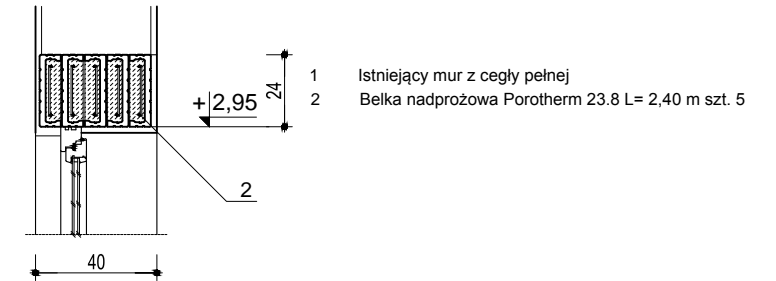 1 Istniejący mur z cegły pełnej
2 Belka nadprożowa Porotherm 23.8 L= 2,40 m szt. 5
24
+2,95
2
40